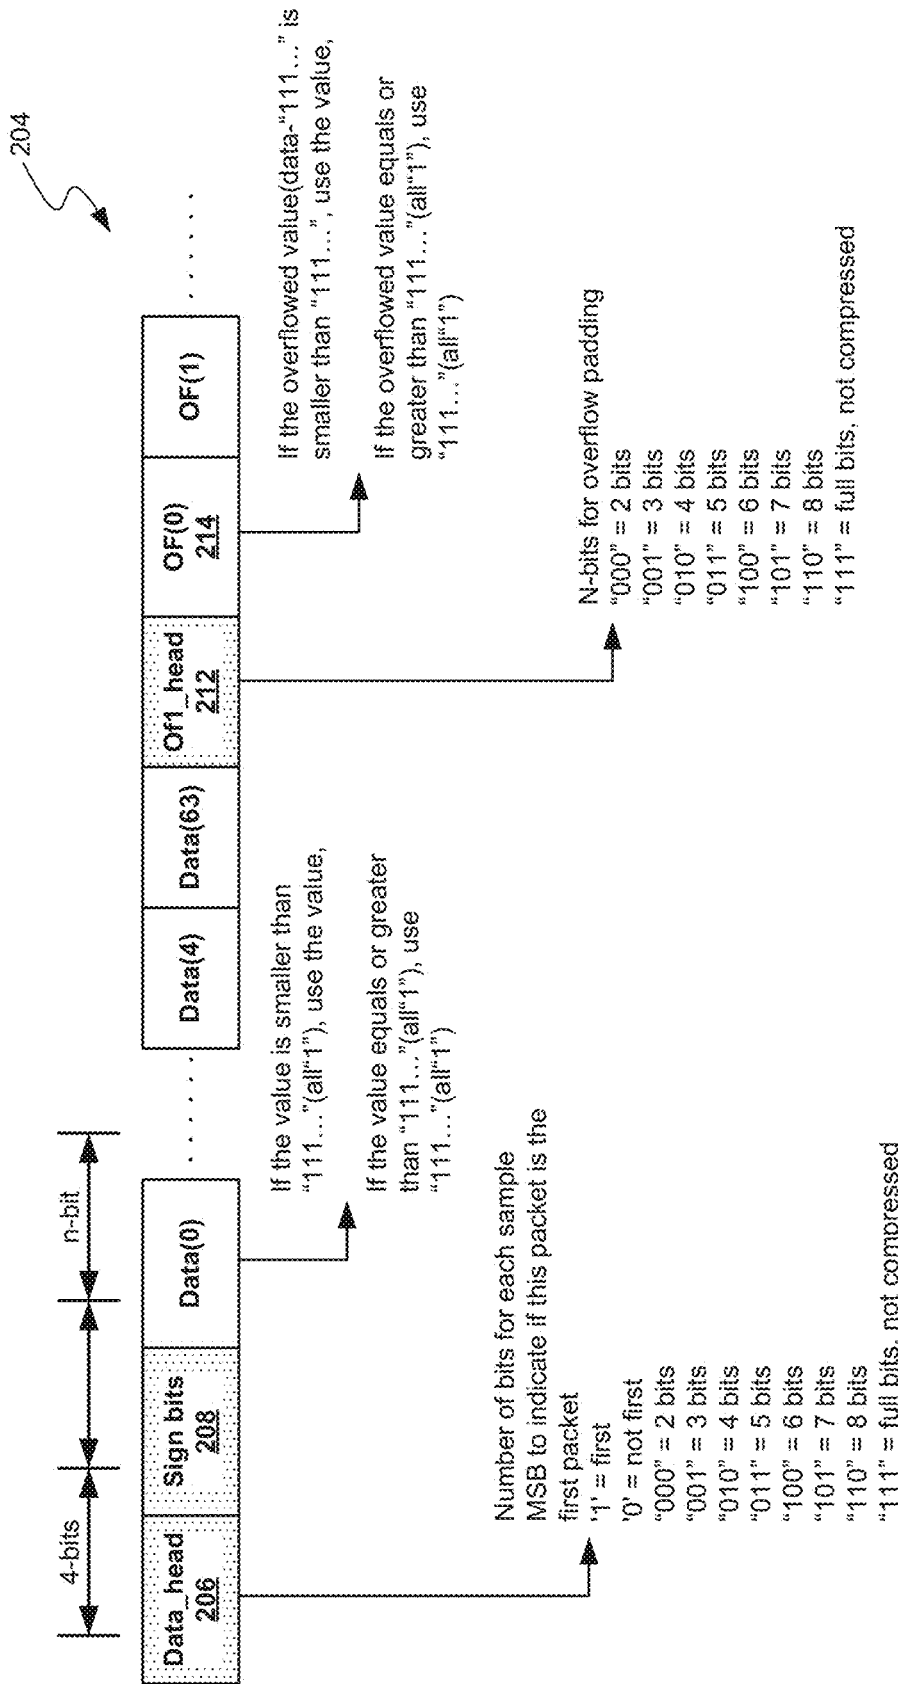 204
4-bits
n-bit
Data_head
206
Sign bits
208
Data(0)
. . . . . .
Data(4)
Data(63)
Of1_head
212
OF(0)
214
OF(1)
. . . . . .
If the value is smaller than
"111..."(all"1"), use the value,
If the value equals or greater
than "111..."(all"1"), use
"111..."(all"1")
If the overflowed value(data-"111..." is
smaller than "111...", use the value,
If the overflowed value equals or
greater than "111..."(all"1"), use
"111..."(all"1")
Number of bits for each sample
MSB to indicate if this packet is the
first packet
'1' = first
'0' = not first
"000" = 2 bits
"001" = 3 bits
"010" = 4 bits
"011" = 5 bits
"100" = 6 bits
"101" = 7 bits
"110" = 8 bits
"111" = full bits, not compressed
N-bits for overflow padding
"000" = 2 bits
"001" = 3 bits
"010" = 4 bits
"011" = 5 bits
"100" = 6 bits
"101" = 7 bits
"110" = 8 bits
"111" = full bits, not compressed